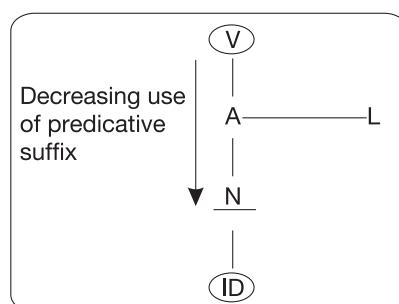 V
Decreasing use
of predicative
suffix
A L
N
ID